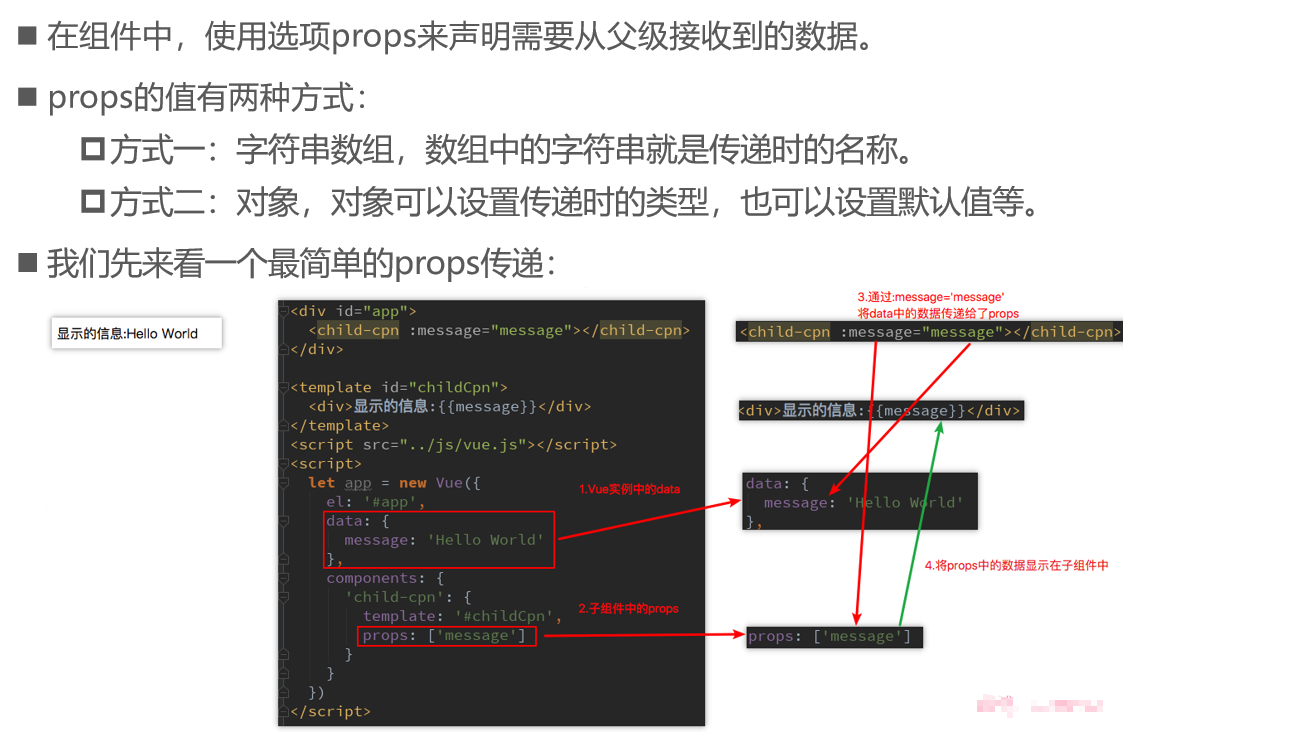 在组件中，使用选项props来声明需要从父级接收到的数据。
props的值有两种方式：
方式一：字符串数组，数组中的字符串就是传递时的名称。
方式二：对象，对象可以设置传递时的类型，也可以设置默认值等。
我们先来看一个最简单的props传递：
显示的信息:Hello World
<div id="app">
<child-cpn :message="message"></child-cpn>
</div>
<template id="childCpn">
<div>显示的信息:{{message}}</div>
</template>
<script src="../js/vue.js"></script>
<script>
let app = new Vue({
el: '#app',
data: {
message: 'Hello World'
},
components: {
'child-cpn': {
template: '#childCpn',
props: ['message']
}
}
})
</script>
1.Vue实例中的data
2.子组件中的props
3.通过:message='message'
将data中的数据传递给了props
<child-cpn :message="message"></child-cpn>
<div>显示的信息:{{message}}</div>
data: {
message: 'Hello World'
},
4.将props中的数据显示在子组件中
props: ['message']